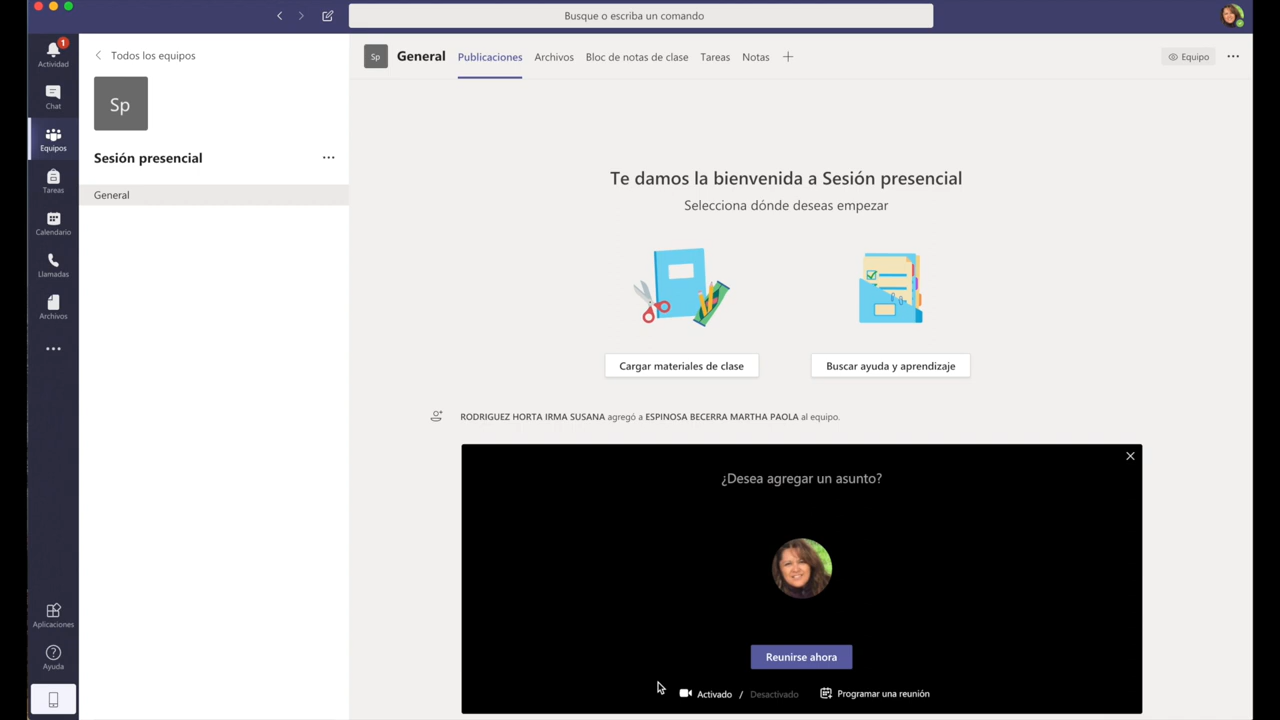 Busque o escriba un comando
1
Actividad
Chat
Equipos
Tareas
Calendario
Llamadas
Archivos
Aplicaciones
Ayuda
Todos los equipos
Sp
Sesión presencial
General
Sp General Publicaciones Archivos Bloc de notas de clase Tareas Notas
Equipo
Te damos la bienvenida a Sesión presencial
Selecciona dónde deseas empezar
Cargar materiales de clase
Buscar ayuda y aprendizaje
RODRIGUEZ HORTA IRMA SUSANA agregó a ESPINOSA BECERRA MARTHA PAOLA al equipo.
¿Desea agregar un asunto?
Reunirse ahora
Activado / Desactivado
Programar una reunión